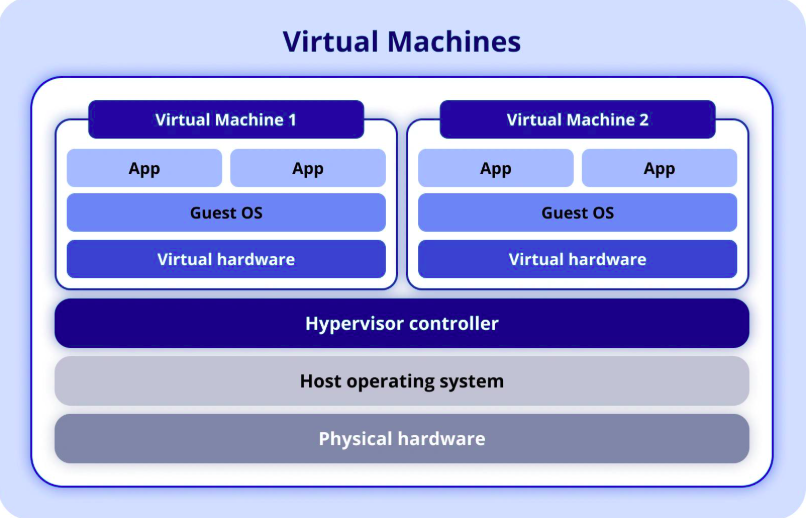 Virtual Machines
Virtual Machine 1
App
App
Guest OS
Virtual hardware
Virtual Machine 2
App
App
Guest OS
Virtual hardware
Hypervisor controller
Host operating system
Physical hardware